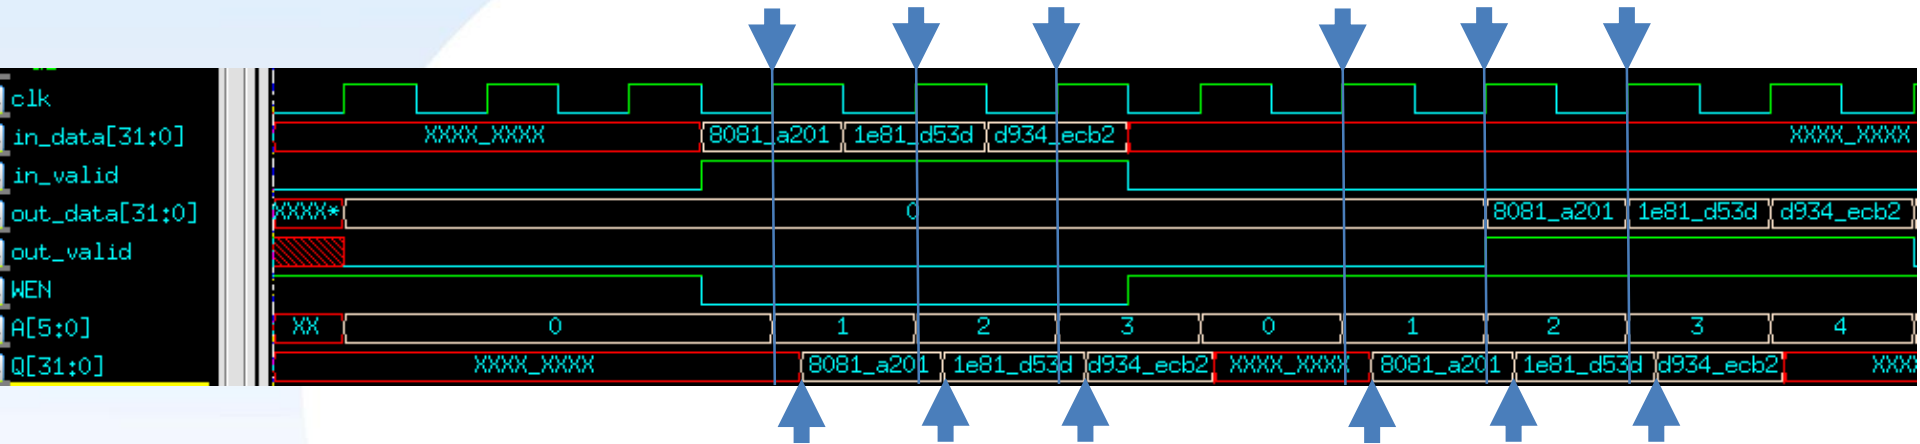 clk
in_data[31:0] XXXX_XXXX 8081_a201 1e81_d53d d934_ecb2 XXXX_XXXX
in_valid
out_data[31:0] XXXX* 0 8081_a201 1e81_d53d d934_ecb2
out_valid
WEN
A[5:0] XX 0 1 2 3 0 1 2 3 4
Q[31:0] XXXX_XXXX 8081_a201 1e81_d53d d934_ecb2 XXXX_XXXX 8081_a201 1e81_d53d d934_ecb2 XXXX